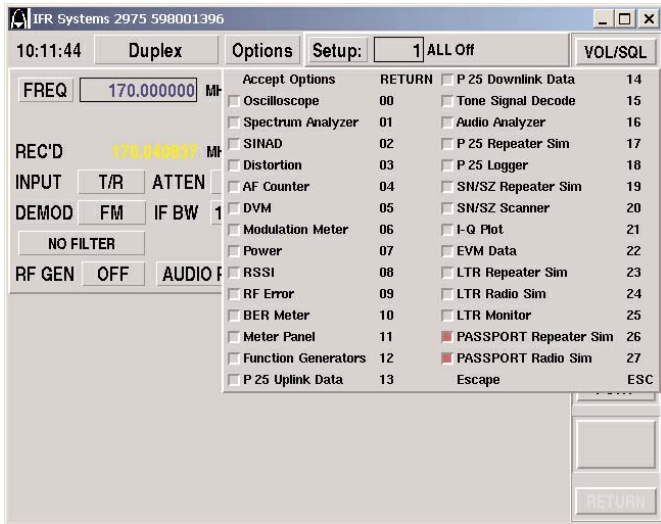 IFR Systems 2975 598001396
10:11:44 Duplex Options Setup: 1 ALL Off VOL/SQL
FREQ 170.000000
REC'D 170.040837
INPUT T/R ATTEN
DEMOD FM IF BW
NO FILTER
RF GEN OFF AUDIO
Accept Options RETURN
Oscilloscope 00
Spectrum Analyzer 01
SINAD 02
Distortion 03
AF Counter 04
DVM 05
Modulation Meter 06
Power 07
RSSI 08
RF Error 09
BER Meter 10
Meter Panel 11
Function Generators 12
P 25 Uplink Data 13
P 25 Downlink Data 14
Tone Signal Decode 15
Audio Analyzer 16
P 25 Repeater Sim 17
P 25 Logger 18
SN/SZ Repeater Sim 19
SN/SZ Scanner 20
I-Q Plot 21
EVM Data 22
LTR Repeater Sim 23
LTR Radio Sim 24
LTR Monitor 25
PASSPORT Repeater Sim 26
PASSPORT Radio Sim 27
Escape ESC
RETURN